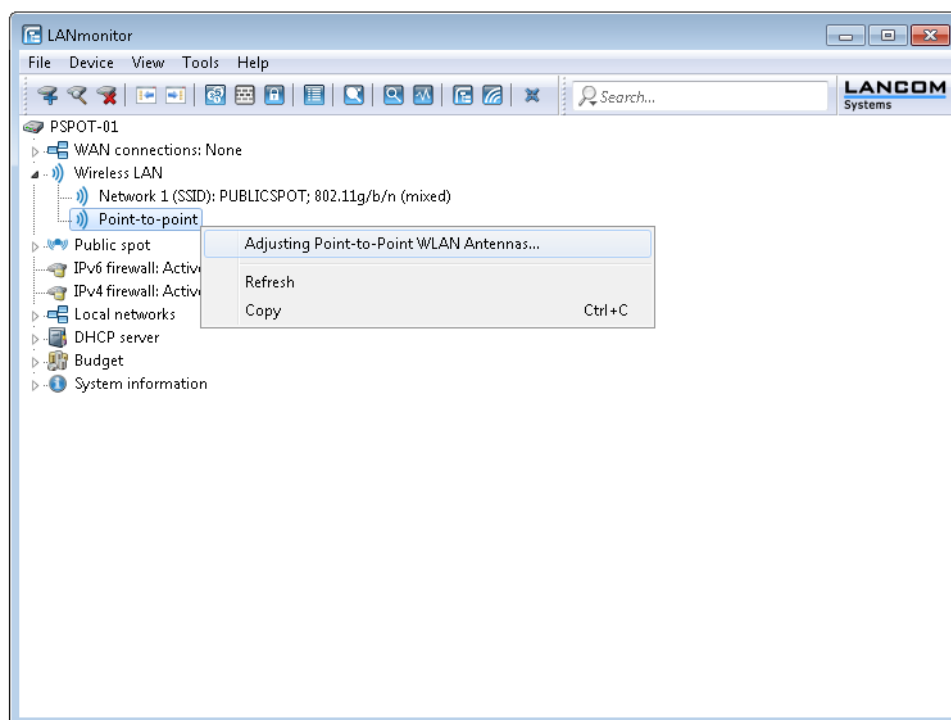 LANmonitor
File Device View Tools Help
Search...
LANCOM
Systems
PSPOT-01
WAN connections: None
Wireless LAN
Network 1 (SSID): PUBLICSPOT; 802.11g/b/n (mixed)
Point-to-point
Adjusting Point-to-Point WLAN Antennas...
Public spot
IPv6 firewall: Activ
Refresh
IPv4 firewall: Activ
Copy Ctrl+C
Local networks
DHCP server
Budget
System information